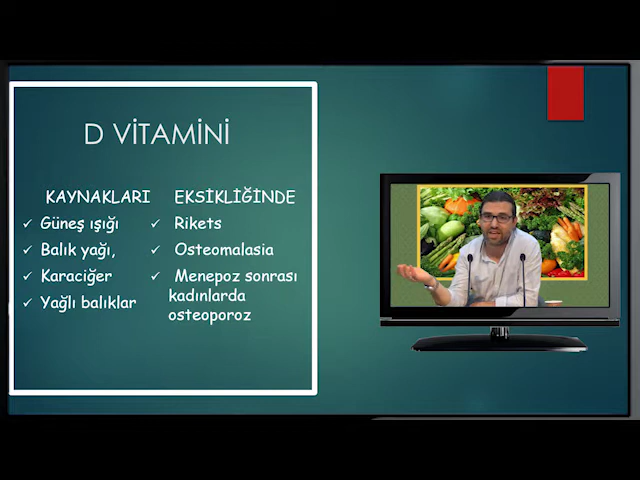 D VİTAMİNİ
KAYNAKLARI
Güneş ışığı
Balık yağı,
Karaciğer
Yağlı balıklar
EKSİKLİĞİNDE
Rikets
Osteomalasia
Menepoz sonrası
kadınlarda
osteoporoz